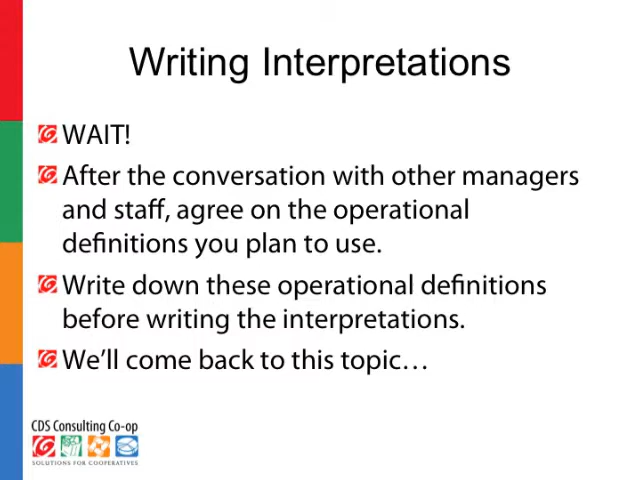 Writing Interpretations
WAIT!
After the conversation with other managers
and staff, agree on the operational
definitions you plan to use.
Write down these operational definitions
before writing the interpretations.
We'll come back to this topic…
CDS Consulting Co-op
SOLUTIONS FOR COOPERATIVES